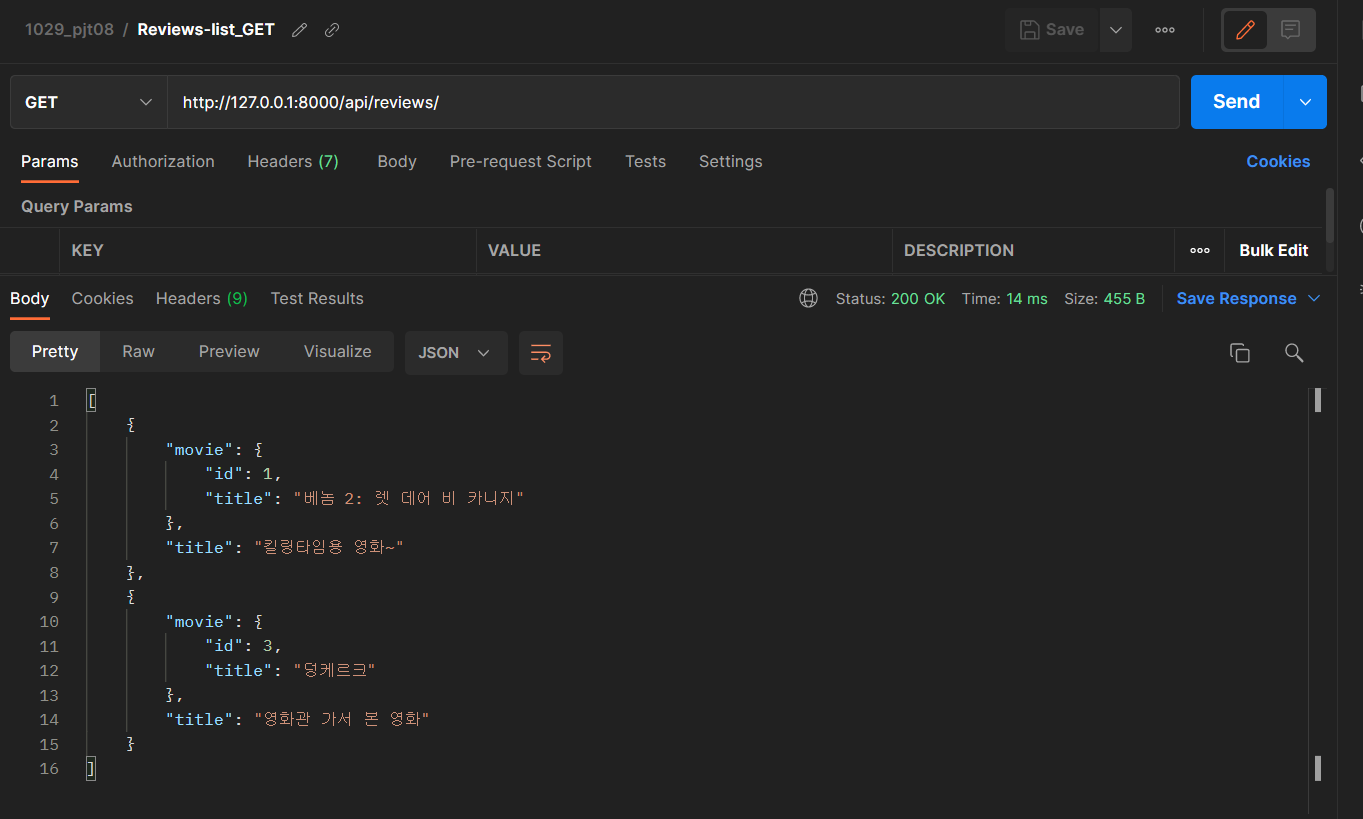 1029_pjt08 / Reviews-list_GET
Save
GET
http://127.0.0.1:8000/api/reviews/
Send
Params Authorization Headers (7) Body Pre-request Script Tests Settings Cookies
Query Params
KEY VALUE DESCRIPTION Bulk Edit
Body Cookies Headers (9) Test Results Status: 200 OK Time: 14 ms Size: 455 B Save Response
Pretty Raw Preview Visualize JSON
1 [
2 {
3 "movie": {
4 "id": 1,
5 "title": "베놈 2: 렛 데어 비 카니지"
6 },
7 "title": "킬링타임용 영화~"
8 },
9 {
10 "movie": {
11 "id": 3,
12 "title": "덩케르크"
13 },
14 "title": "영화관 가서 본 영화"
15 }
16 ]